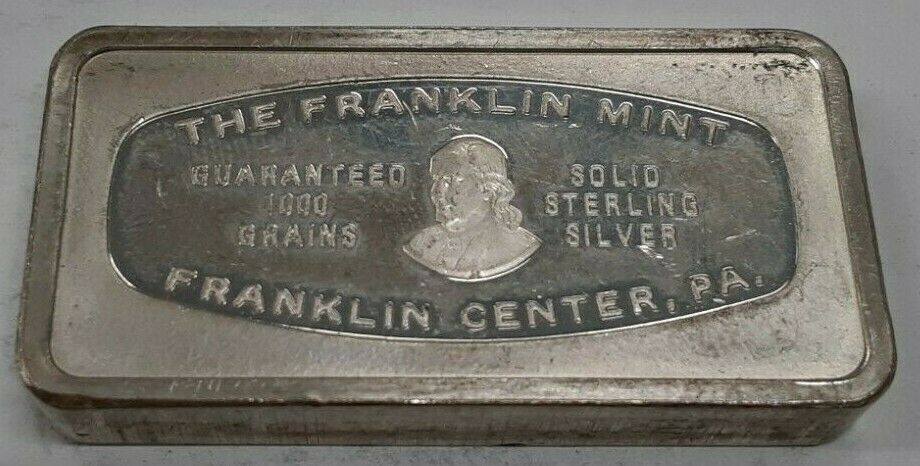 THE FRANKLIN MINT
GUARANTEED
1000
GRAINS
SOLID
STERLING
SILVER
FRANKLIN CENTER, PA.